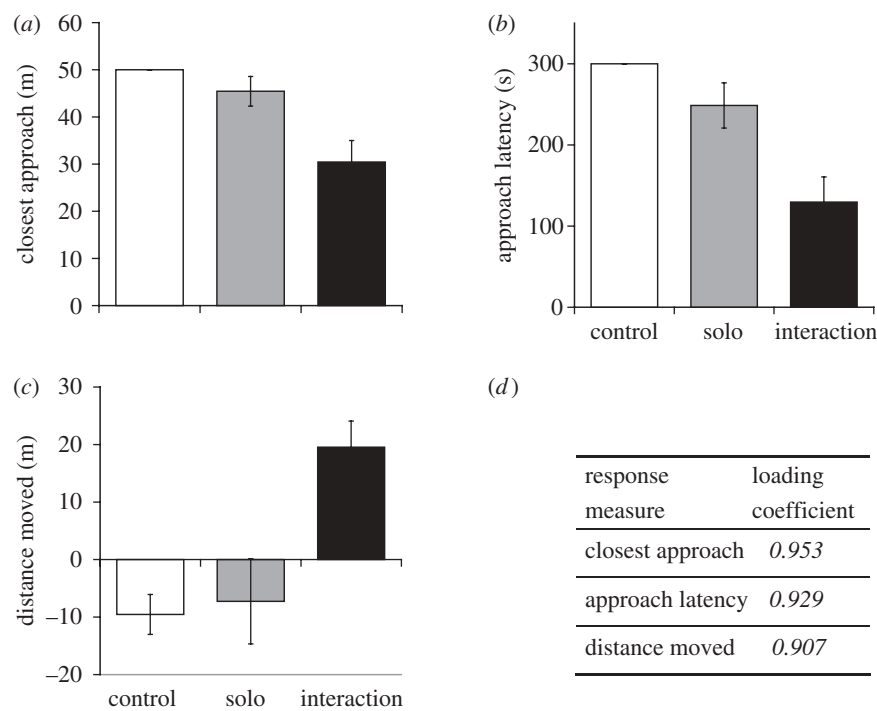 (a)
closest approach (m)
60
50
40
30
20
10
0
(b)
approach latency (s)
300
200
100
0
control solo interaction
(c)
distance moved (m)
30
20
10
0
–10
–20
control solo interaction
(d)
response loading
measure coefficient
closest approach 0.953
approach latency 0.929
distance moved 0.907